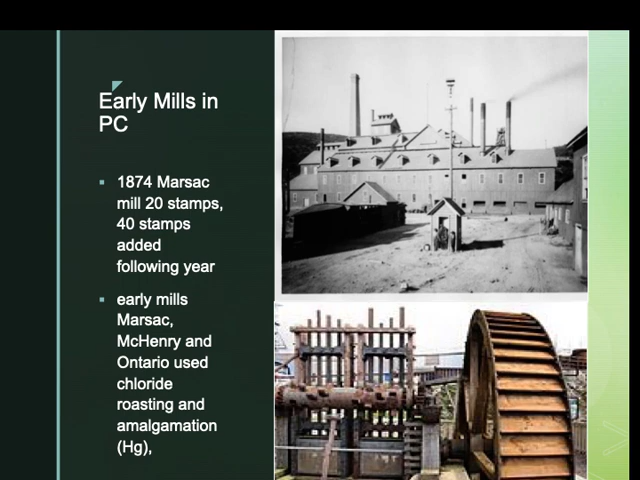 Early Mills in
PC
1874 Marsac
mill 20 stamps,
40 stamps
added
following year
early mills
Marsac,
McHenry and
Ontario used
chloride
roasting and
amalgamation
(Hg),